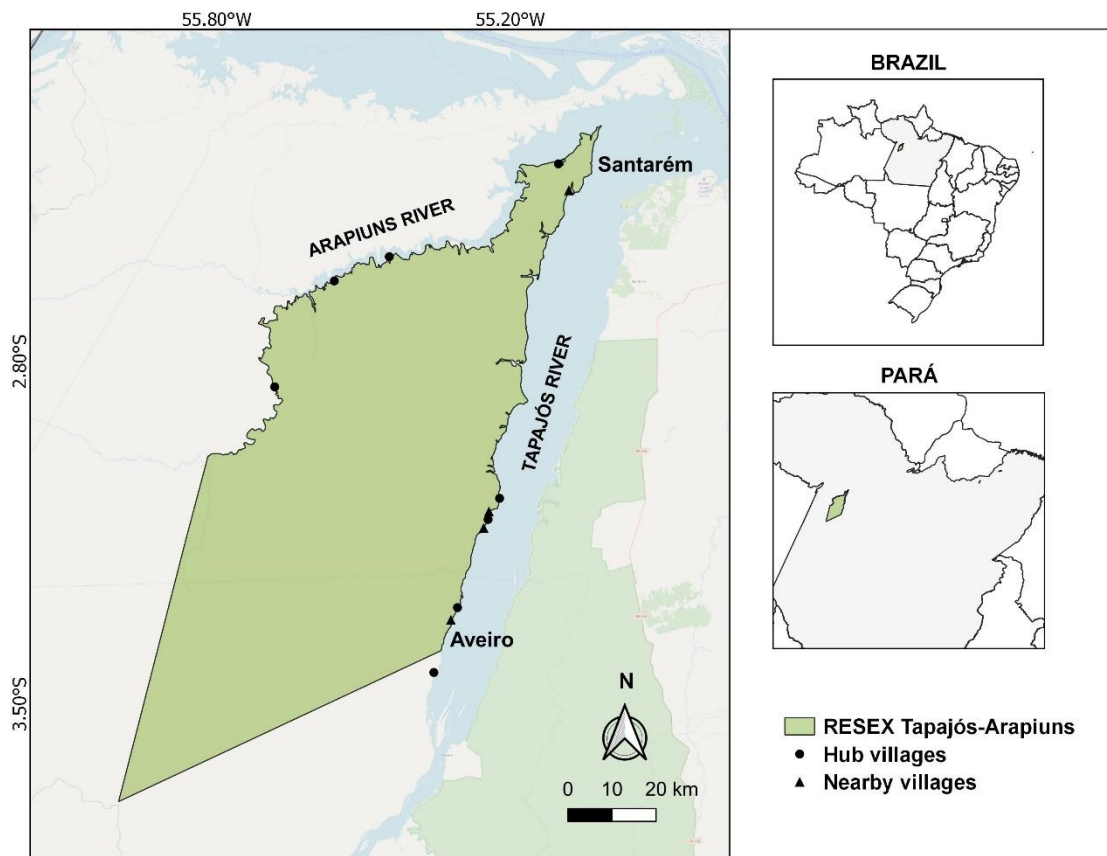 55.80°W
55.20°W
BRAZIL
Santarém
ARAPIUNS RIVER
2.80°S
TAPAJÓS RIVER
PARÁ
Aveiro
3.50°S
N
0 10 20 km
RESEX Tapajós-Arapiuns
Hub villages
Nearby villages